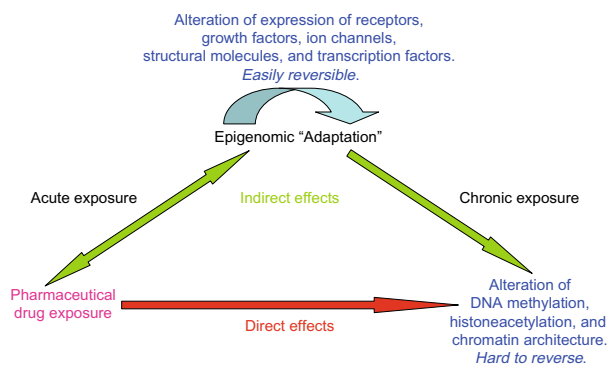 Alteration of expression of receptors,
growth factors, ion channels,
structural molecules, and transcription factors.
Easily reversible.
Epigenomic “Adaptation”
Acute exposure
Indirect effects
Chronic exposure
Pharmaceutical
drug exposure
Direct effects
Alteration of
DNA methylation,
histoneacetylation, and
chromatin architecture.
Hard to reverse.